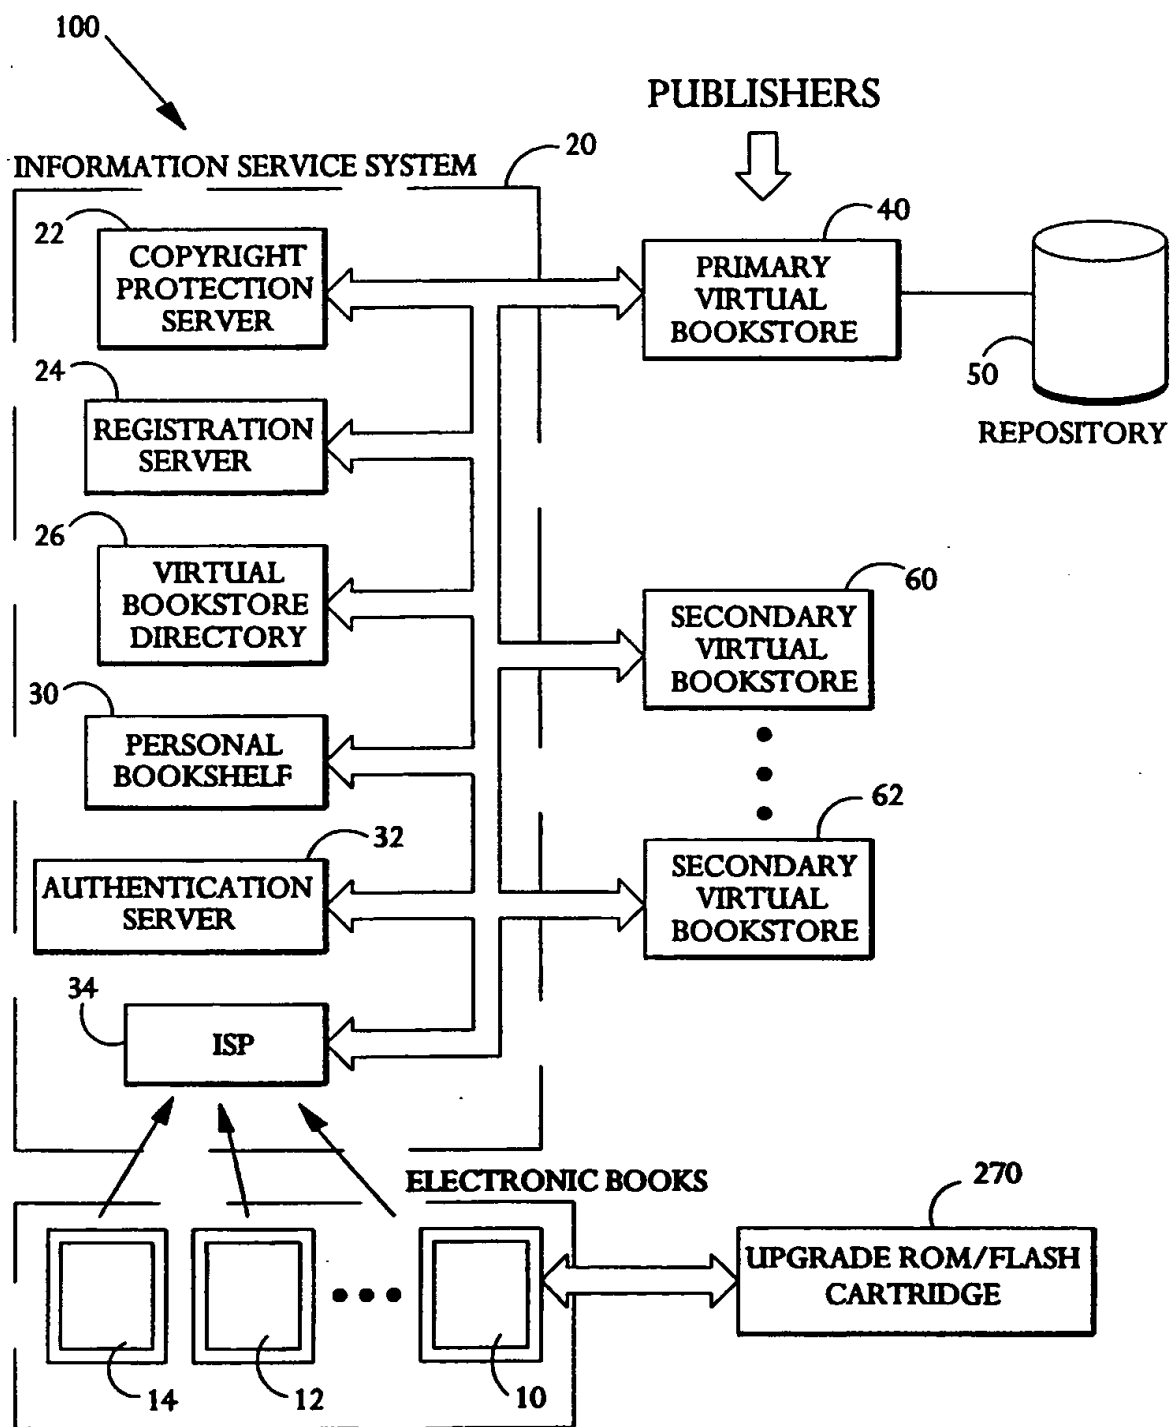 100
PUBLISHERS
INFORMATION SERVICE SYSTEM
20
22
COPYRIGHT
PROTECTION
SERVER
40
PRIMARY
VIRTUAL
BOOKSTORE
50
REPOSITORY
24
REGISTRATION
SERVER
26
VIRTUAL
BOOKSTORE
DIRECTORY
60
SECONDARY
VIRTUAL
BOOKSTORE
30
PERSONAL
BOOKSHELF
62
SECONDARY
VIRTUAL
BOOKSTORE
32
AUTHENTICATION
SERVER
34
ISP
ELECTRONIC BOOKS
270
UPGRADE ROM/FLASH
CARTRIDGE
14
12
10